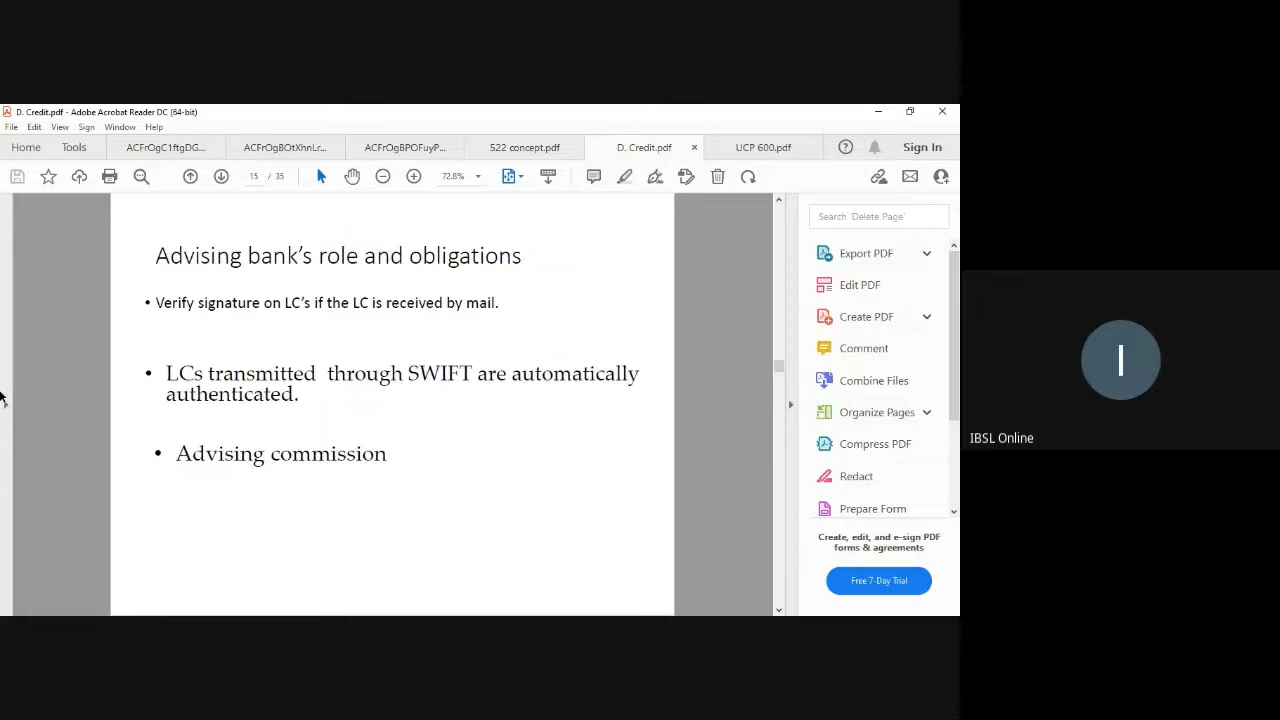 D. Credit.pdf - Adobe Acrobat Reader DC (64-bit)
File Edit View Sign Window Help
Home Tools ACFrOgC1ftgDG... ACFrOgBOtXhnLr... ACFrOgBPOFuyP... 522 concept.pdf D. Credit.pdf × UCP 600.pdf Sign In
15 / 35 72.8%
Advising bank’s role and obligations
• Verify signature on LC’s if the LC is received by mail.
• LCs transmitted through SWIFT are automatically
authenticated.
• Advising commission
Search 'Delete Page'
Export PDF
Edit PDF
Create PDF
Comment
Combine Files
Organize Pages
Compress PDF
Redact
Prepare Form
Create, edit, and e-sign PDF
forms & agreements
Free 7-Day Trial
I
IBSL Online